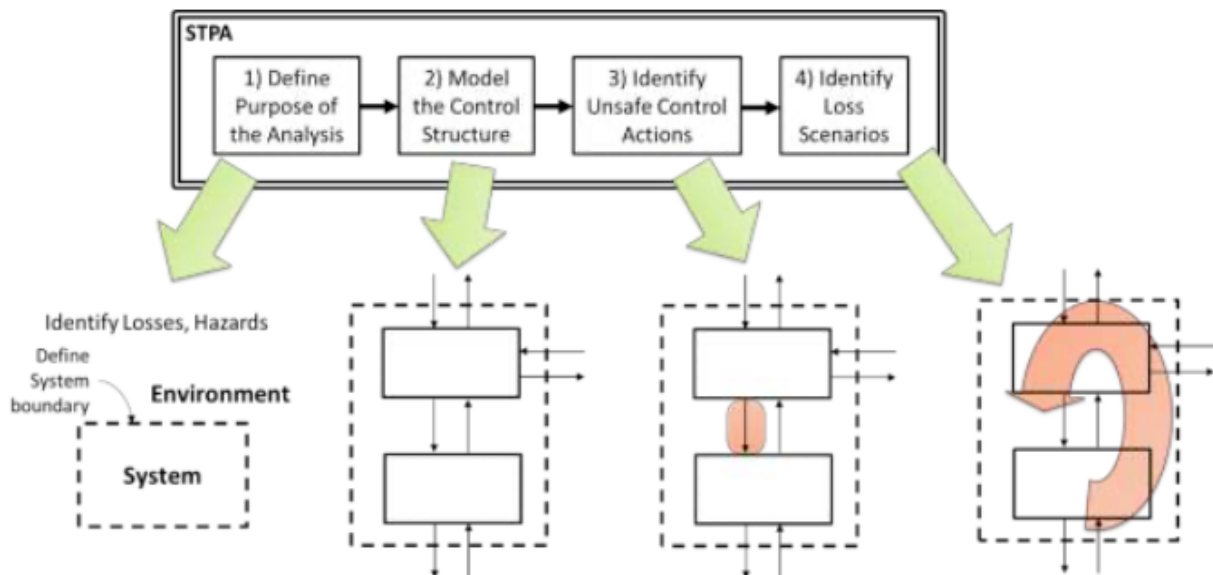 STPA
1) Define
Purpose of
the Analysis
2) Model
the Control
Structure
3) Identify
Unsafe Control
Actions
4) Identify
Loss
Scenarios
Identify Losses, Hazards
Define
System
boundary
Environment
System